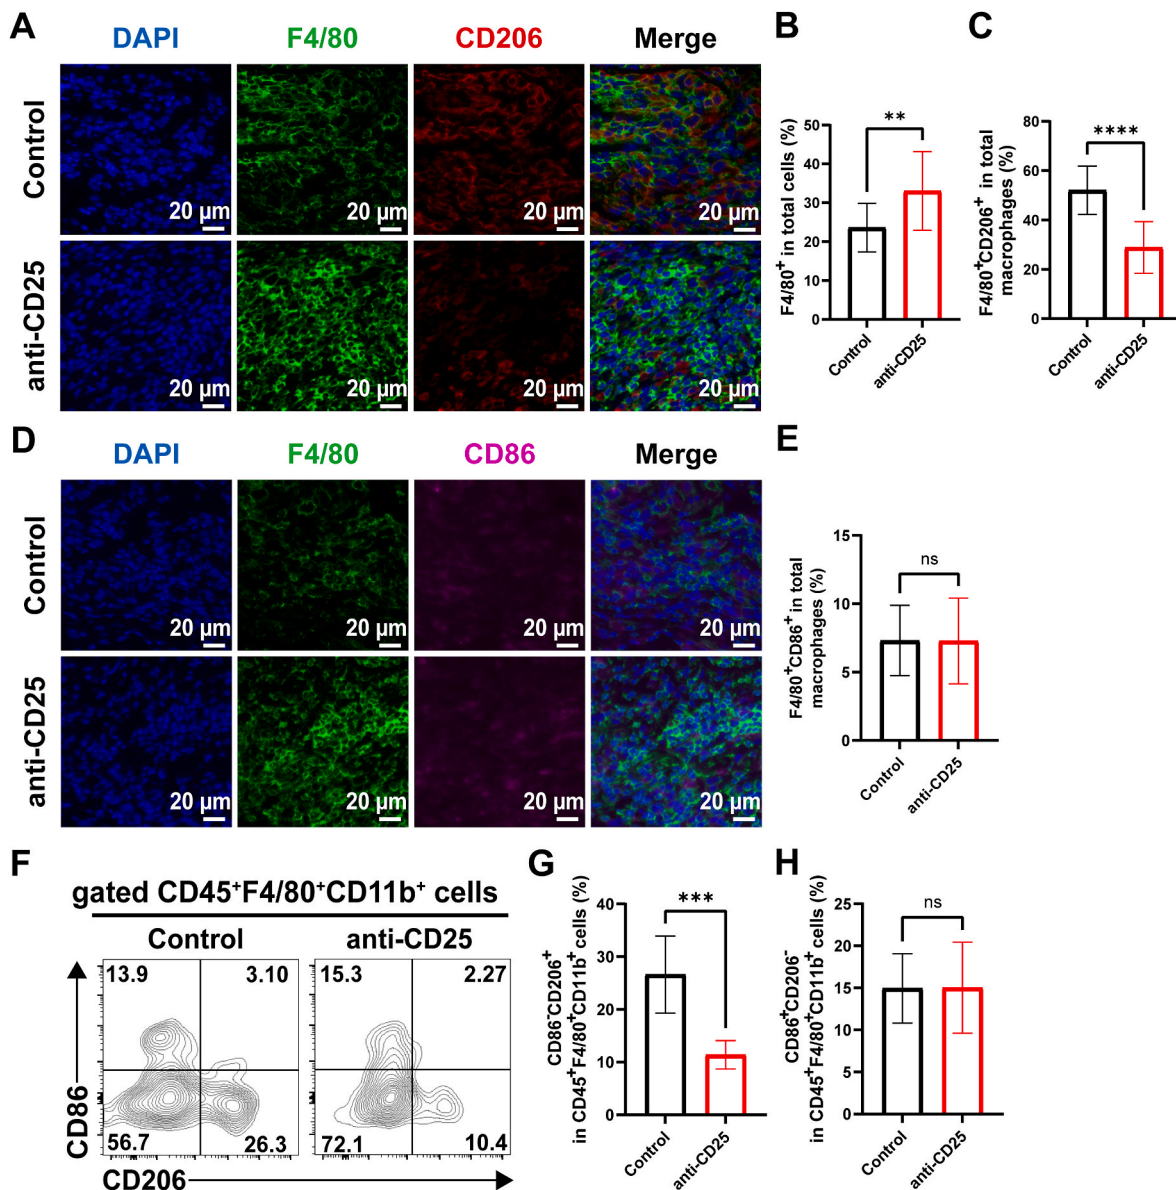 A
DAPI
F4/80
CD206
Merge
Control
20 µm
20 µm
20 µm
20 µm
anti-CD25
20 µm
20 µm
20 µm
20 µm
B
F4/80⁺ in total cells (%)
50
40
30
20
10
0
**
Control
anti-CD25
C
F4/80⁺CD206⁺ in total
macrophages (%)
80
60
40
20
0
****
Control
anti-CD25
D
DAPI
F4/80
CD86
Merge
Control
20 µm
20 µm
20 µm
20 µm
anti-CD25
20 µm
20 µm
20 µm
20 µm
E
F4/80⁺CD86⁺ in total
macrophages (%)
15
10
5
0
ns
Control
anti-CD25
F
gated CD45⁺F4/80⁺CD11b⁺ cells
Control
anti-CD25
13.9
3.10
15.3
2.27
56.7
26.3
72.1
10.4
CD86
CD206
G
CD86⁻CD206⁺
in CD45⁺F4/80⁺CD11b⁺ cells (%)
40
30
20
10
0
***
Control
anti-CD25
H
CD86⁺CD206⁻
in CD45⁺F4/80⁺CD11b⁺ cells (%)
25
20
15
10
5
0
ns
Control
anti-CD25